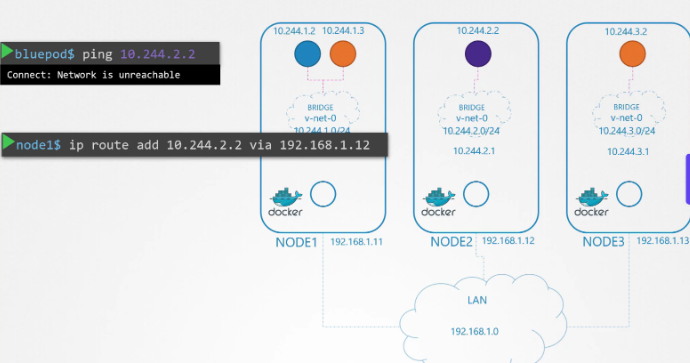 10.244.1.2 10.244.1.3
10.244.2.2
10.244.3.2
bluepod$ ping 10.244.2.2
Connect: Network is unreachable
BRIDGE
v-net-0
10.244.1.0/24
BRIDGE
v-net-0
10.244.2.0/24
10.244.2.1
BRIDGE
v-net-0
10.244.3.0/24
10.244.3.1
node1$ ip route add 10.244.2.2 via 192.168.1.12
docker
docker
docker
NODE1 192.168.1.11
NODE2 192.168.1.12
NODE3 192.168.1.13
LAN
192.168.1.0